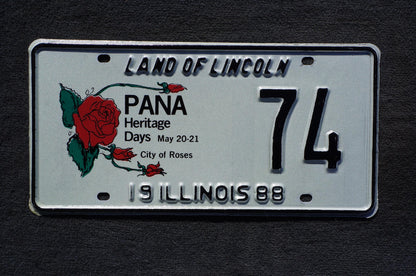 LAND OF LINCOLN
PANA
Heritage
Days May 20-21
City of Roses
74
19 ILLINOIS 88